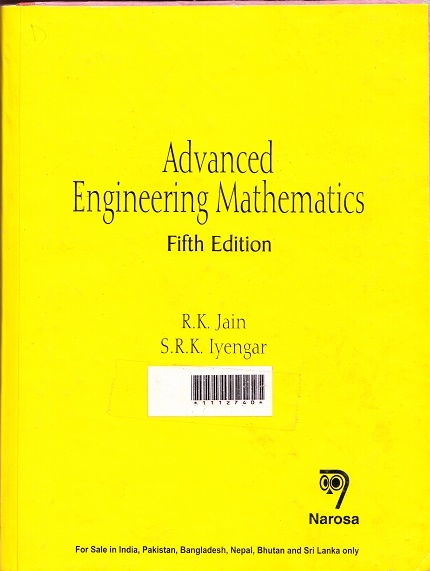 Advanced
Engineering Mathematics
Fifth Edition
R.K. Jain
S.R.K. Iyengar
*1112740*
Narosa
For Sale in India, Pakistan, Bangladesh, Nepal, Bhutan and Sri Lanka only